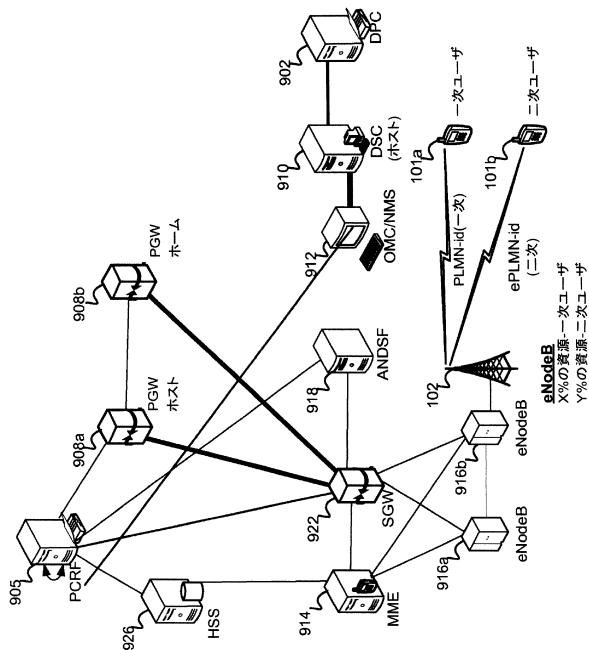 905
PCRF
926
HSS
908a
PGW
ホスト
908b
PGW
ホーム
912
OMC/NMS
910
DSC
(ホスト)
902
DPC
914
MME
922
SGW
918
ANDSF
916a
eNodeB
916b
eNodeB
102
PLMN-id(一次)
ePLMN-id
(二次)
101a
一次ユーザ
101b
二次ユーザ
eNodeB
X%の資源-一次ユーザ
Y%の資源-二次ユーザ